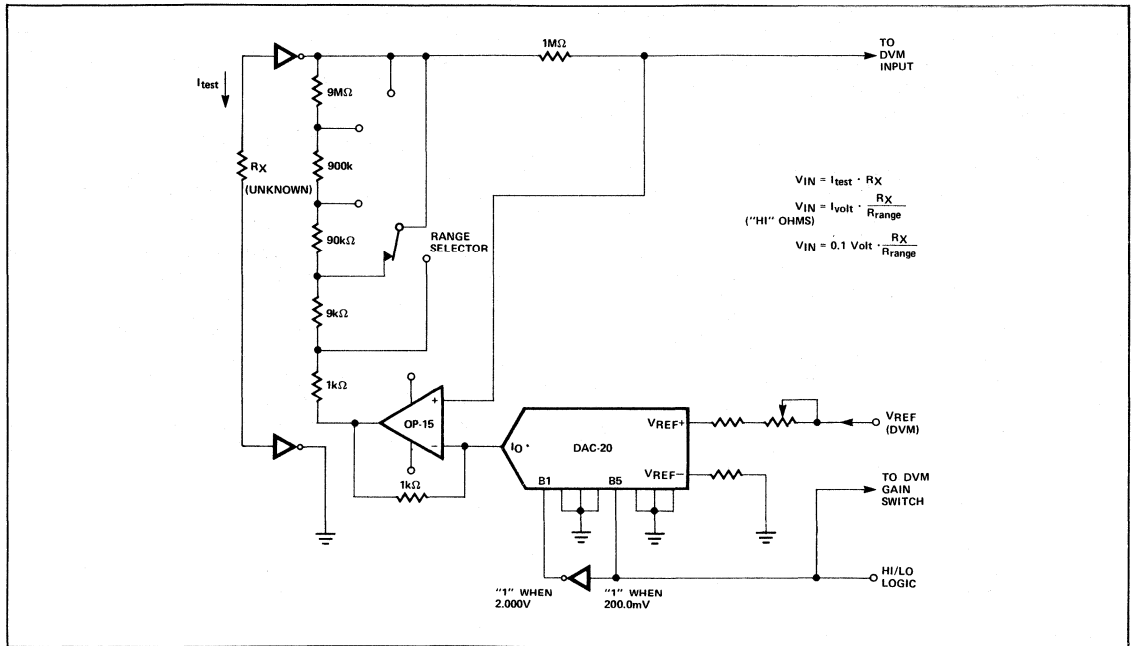 1MΩ
TO
DVM
INPUT
Itest
9MΩ
RX
(UNKNOWN)
900k
90kΩ
RANGE
SELECTOR
9kΩ
1kΩ
VIN = Itest · RX
VIN = Ivolt · RX/Rrange
("HI" OHMS)
VIN = 0.1 Volt · RX/Rrange
+
OP-15
−
1kΩ
IO
DAC-20
VREF+
VREF−
B1
B5
VREF
(DVM)
TO DVM
GAIN
SWITCH
HI/LO
LOGIC
"1" WHEN
2.000V
"1" WHEN
200.0mV